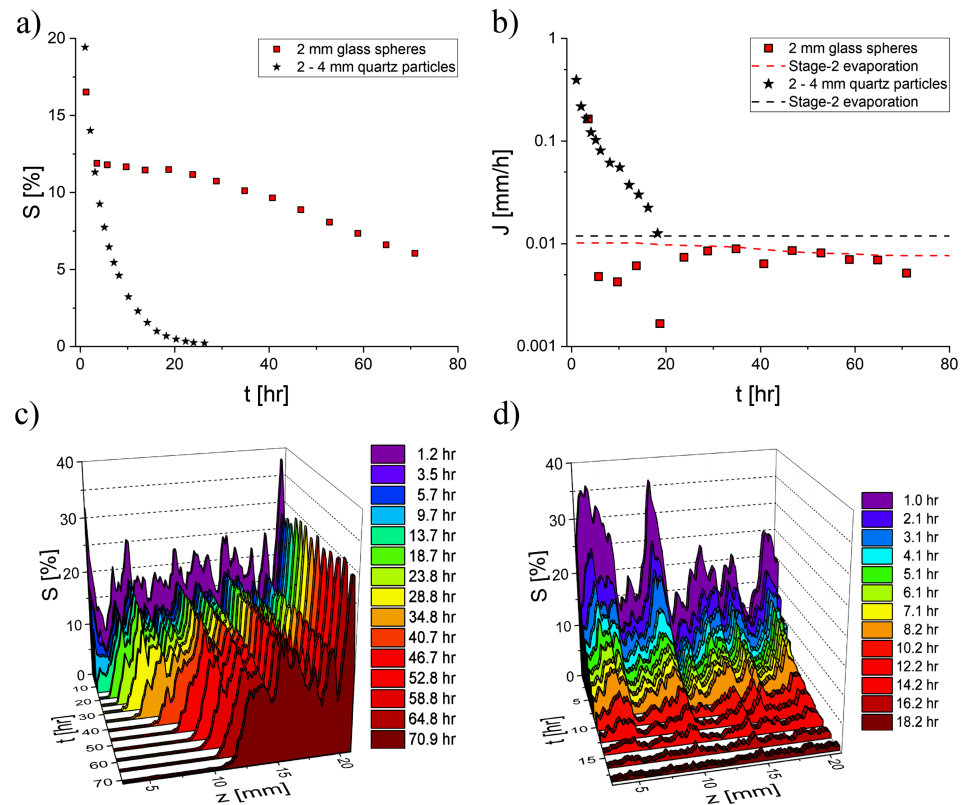 a)
20
15
10
5
0
S [%]
0 20 40 60 80
t [hr]
2 mm glass spheres
2 - 4 mm quartz particles
b)
1
0.1
0.01
0.001
J [mm/h]
0 20 40 60 80
t [hr]
2 mm glass spheres
Stage-2 evaporation
2 - 4 mm quartz particles
Stage-2 evaporation
c)
40
30
20
10
0
S [%]
10
20
30
40
50
60
70
t [hr]
5 10 15 20
z [mm]
1.2 hr
3.5 hr
5.7 hr
9.7 hr
13.7 hr
18.7 hr
23.8 hr
28.8 hr
34.8 hr
40.7 hr
46.7 hr
52.8 hr
58.8 hr
64.8 hr
70.9 hr
d)
40
30
20
10
0
S [%]
5
10
15
t [hr]
5 10 15 20
z [mm]
1.0 hr
2.1 hr
3.1 hr
4.1 hr
5.1 hr
6.1 hr
7.1 hr
8.2 hr
10.2 hr
12.2 hr
14.2 hr
16.2 hr
18.2 hr